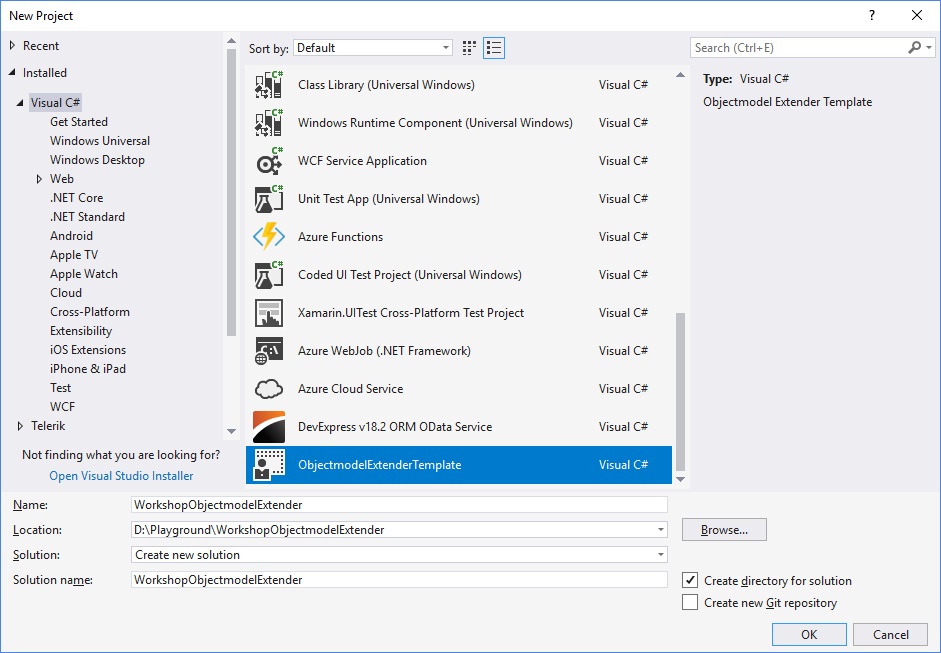 New Project
?
Recent
Installed
Visual C#
Get Started
Windows Universal
Windows Desktop
Web
.NET Core
.NET Standard
Android
Apple TV
Apple Watch
Cloud
Cross-Platform
Extensibility
iOS Extensions
iPhone & iPad
Test
WCF
Telerik
Not finding what you are looking for?
Open Visual Studio Installer
Sort by: Default
Class Library (Universal Windows) Visual C#
Windows Runtime Component (Universal Windows) Visual C#
WCF Service Application Visual C#
Unit Test App (Universal Windows) Visual C#
Azure Functions Visual C#
Coded UI Test Project (Universal Windows) Visual C#
Xamarin.UITest Cross-Platform Test Project Visual C#
Azure WebJob (.NET Framework) Visual C#
Azure Cloud Service Visual C#
DevExpress v18.2 ORM OData Service Visual C#
ObjectmodelExtenderTemplate Visual C#
Search (Ctrl+E)
Type: Visual C#
Objectmodel Extender Template
Name: WorkshopObjectmodelExtender
Location: D:\Playground\WorkshopObjectmodelExtender
Browse...
Solution: Create new solution
Solution name: WorkshopObjectmodelExtender
Create directory for solution
Create new Git repository
OK Cancel